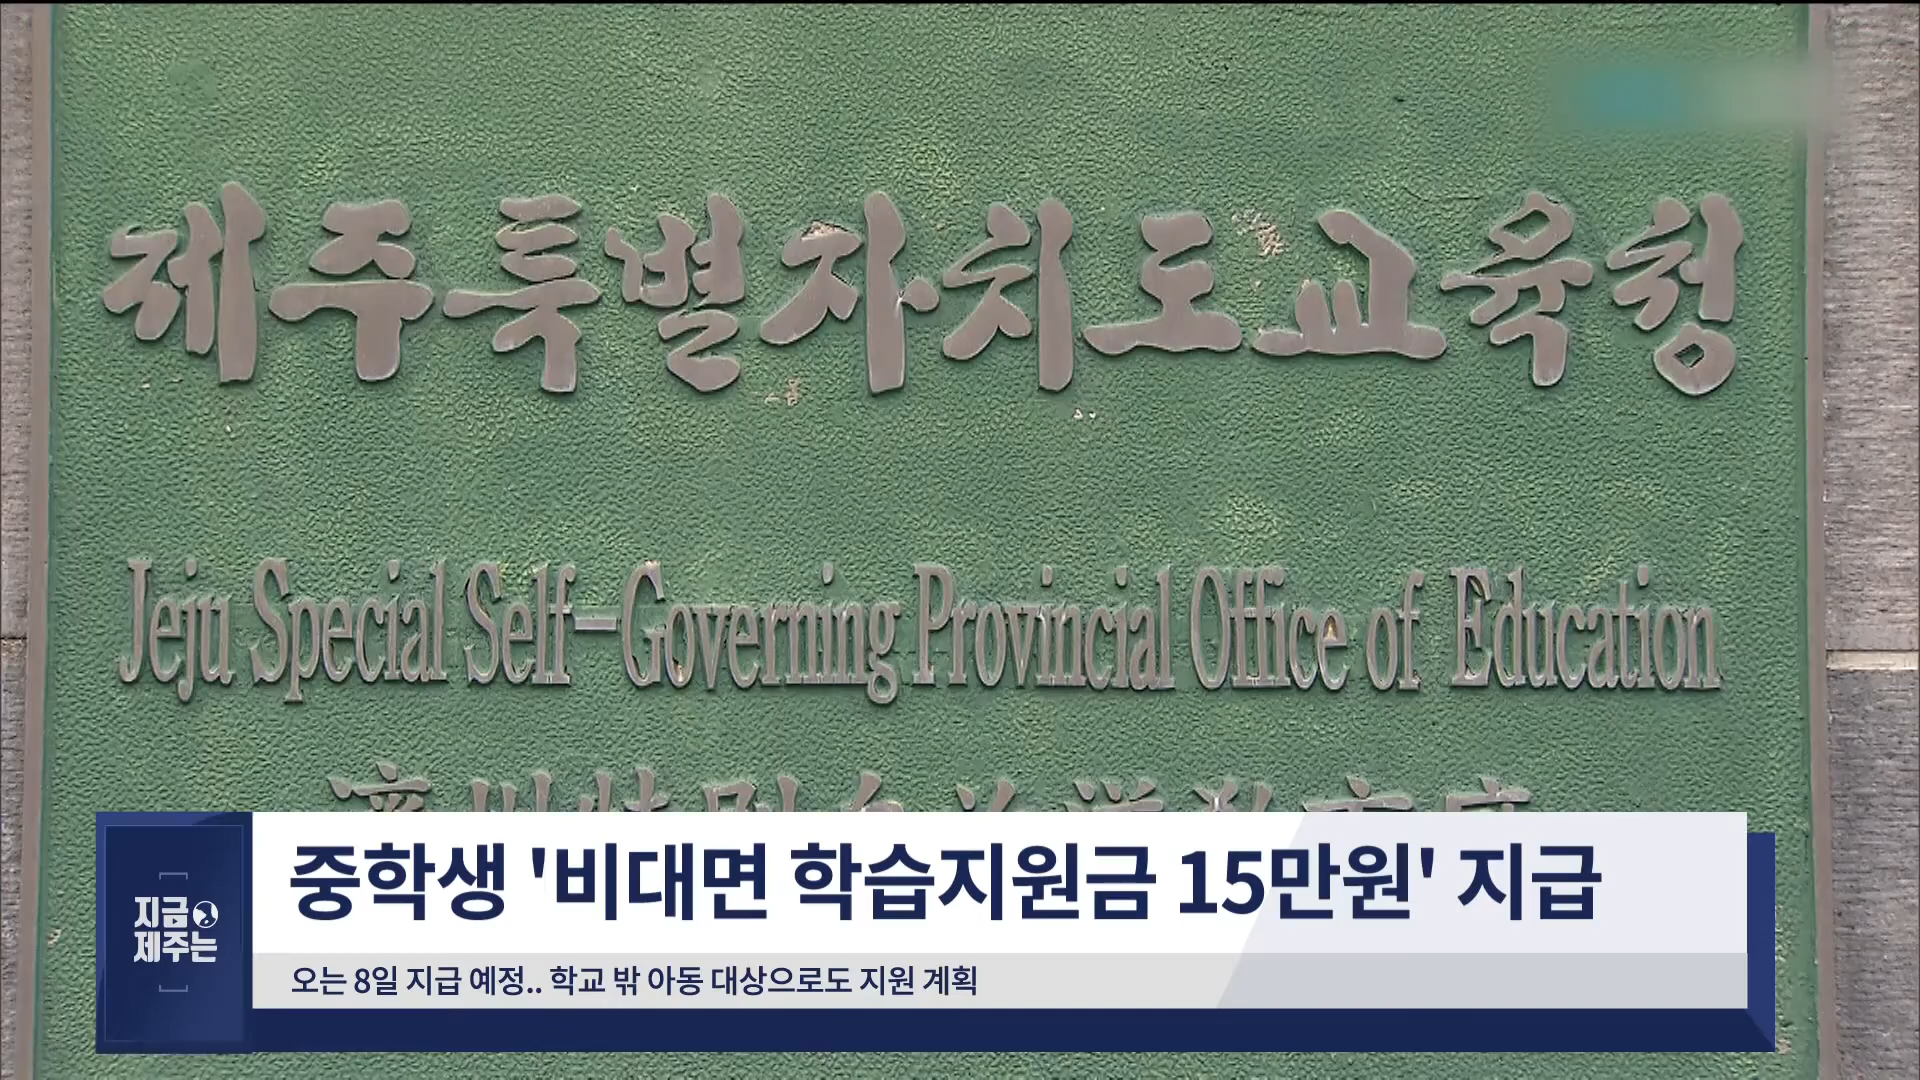 제주특별자치도교육청
Jeju Special Self-Governing Provincial Office of Education
중학생 '비대면 학습지원금 15만원' 지급
지금
제주는
오는 8일 지급 예정.. 학교 밖 아동 대상으로도 지원 계획